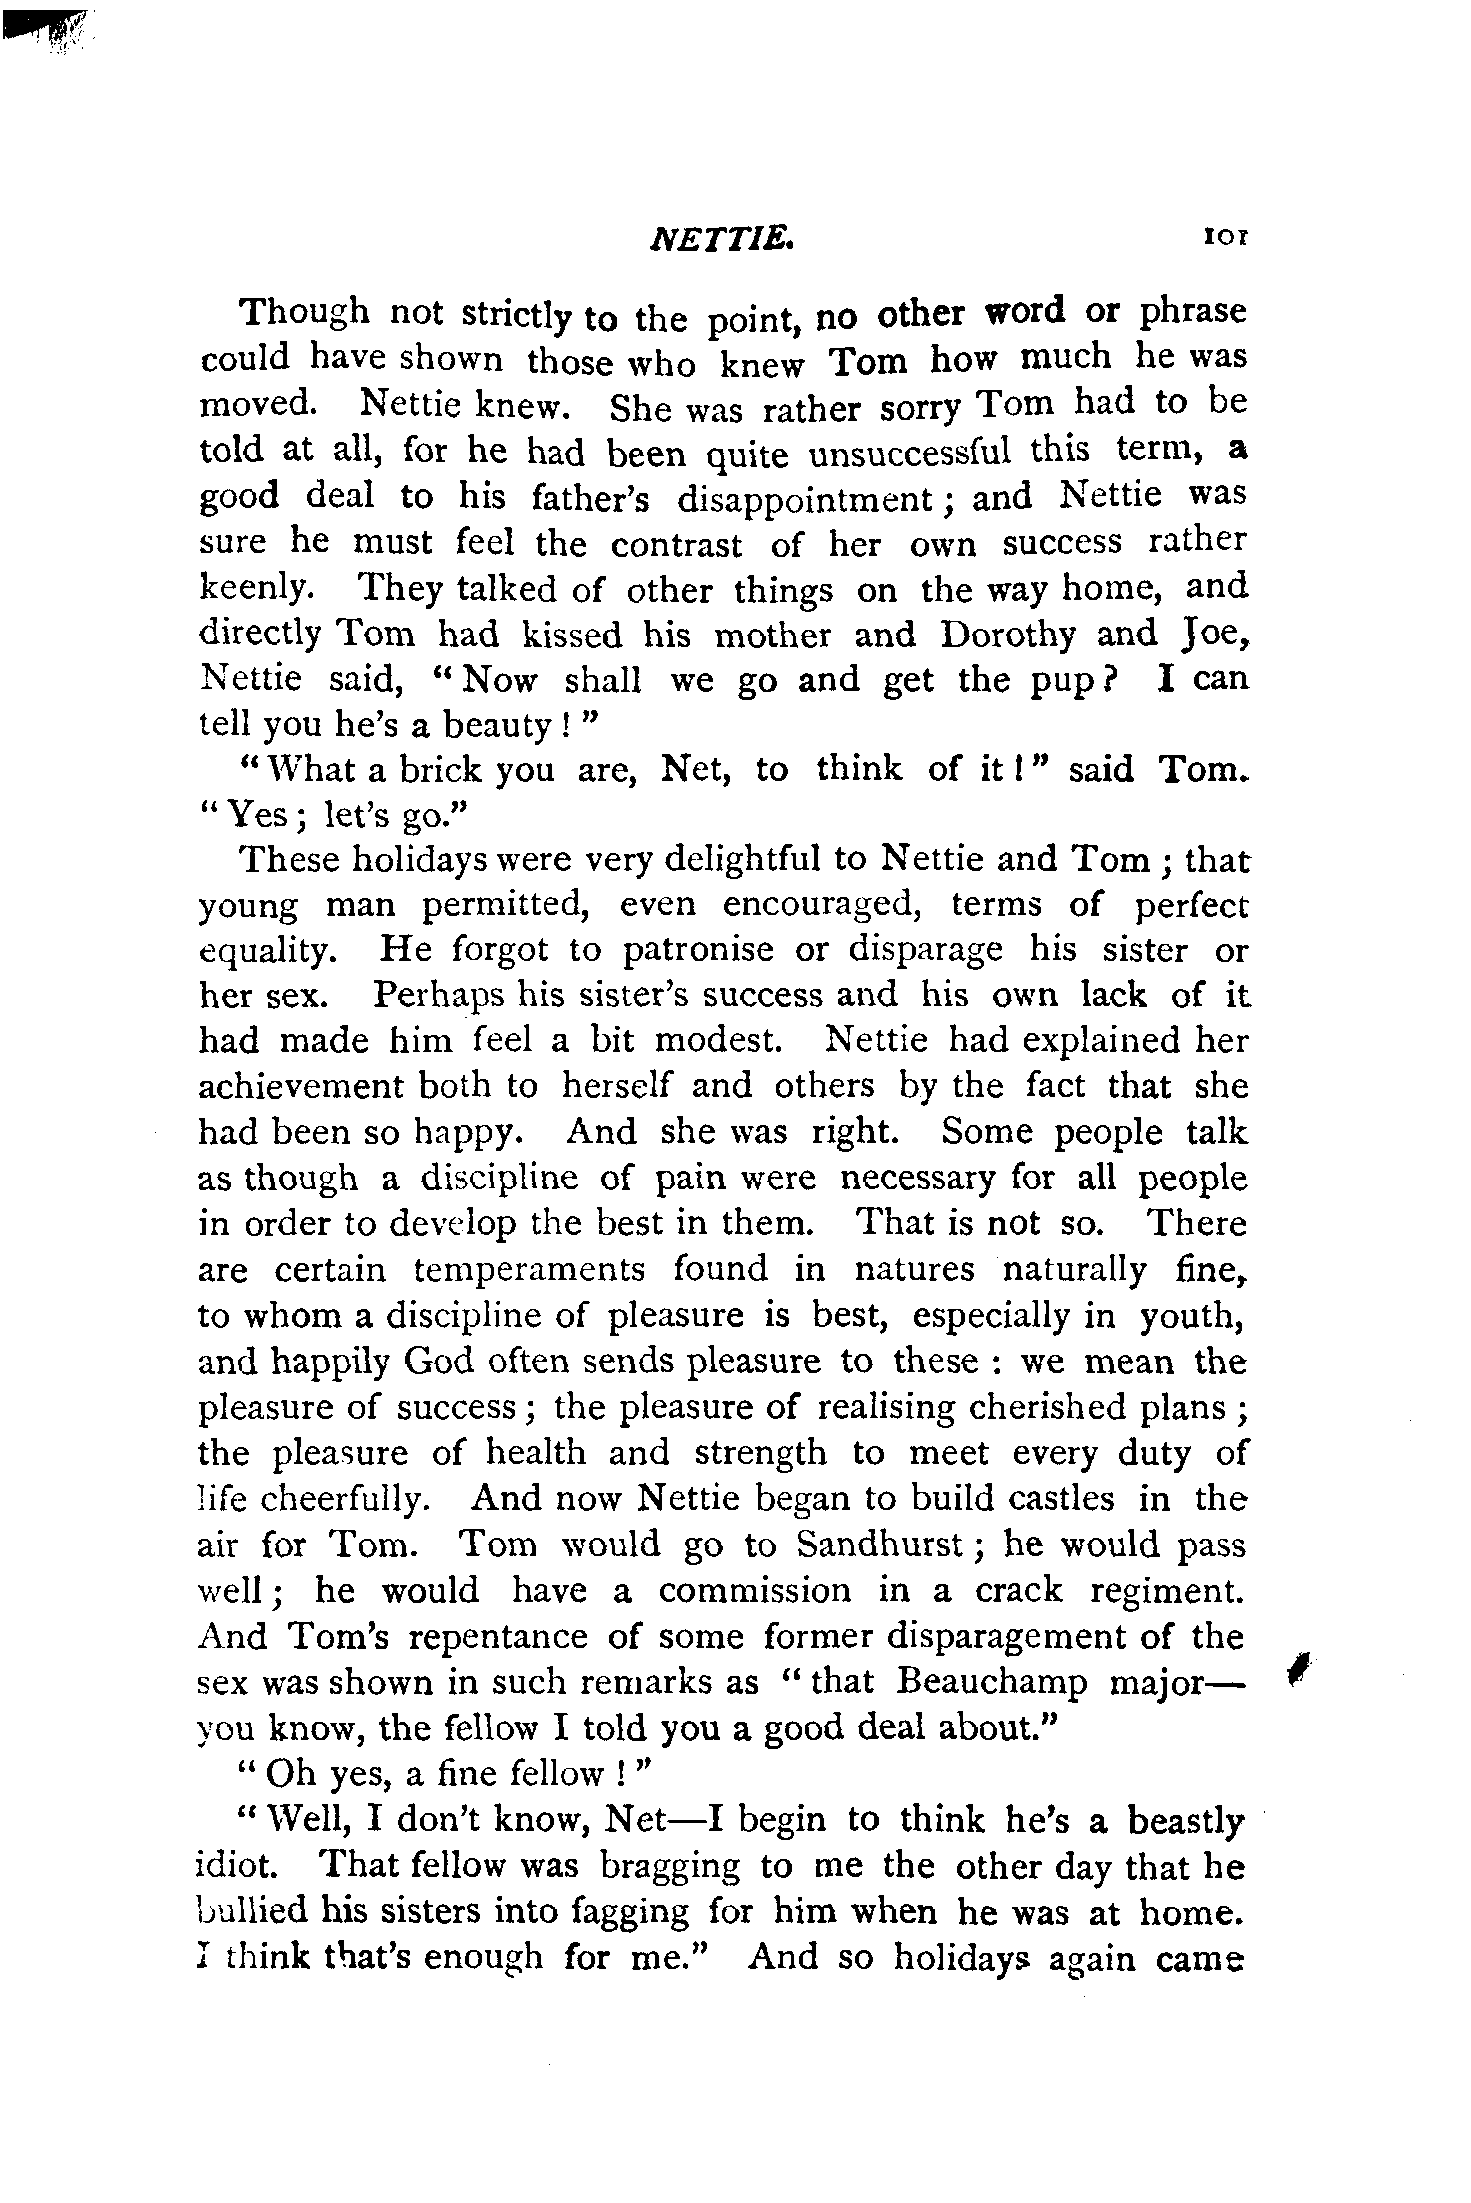 NETTIE. 101
Though not strictly to the point, no other word or phrase
could have shown those who knew Tom how much he was
moved. Nettie knew. She was rather sorry Tom had to be
told at all, for he had been quite unsuccessful this term, a
good deal to his father's disappointment ; and Nettie was
sure he must feel the contrast of her own success rather
keenly. They talked of other things on the way home, and
directly Tom had kissed his mother and Dorothy and Joe,
Nettie said, “ Now shall we go and get the pup ? I can
tell you he's a beauty ! ”
“ What a brick you are, Net, to think of it ! ” said Tom.
“ Yes ; let's go.”
These holidays were very delightful to Nettie and Tom ; that
young man permitted, even encouraged, terms of perfect
equality. He forgot to patronise or disparage his sister or
her sex. Perhaps his sister's success and his own lack of it
had made him feel a bit modest. Nettie had explained her
achievement both to herself and others by the fact that she
had been so happy. And she was right. Some people talk
as though a discipline of pain were necessary for all people
in order to develop the best in them. That is not so. There
are certain temperaments found in natures naturally fine,
to whom a discipline of pleasure is best, especially in youth,
and happily God often sends pleasure to these : we mean the
pleasure of success ; the pleasure of realising cherished plans ;
the pleasure of health and strength to meet every duty of
life cheerfully. And now Nettie began to build castles in the
air for Tom. Tom would go to Sandhurst ; he would pass
well ; he would have a commission in a crack regiment.
And Tom's repentance of some former disparagement of the
sex was shown in such remarks as “ that Beauchamp major—
you know, the fellow I told you a good deal about.”
“ Oh yes, a fine fellow ! ”
“ Well, I don't know, Net—I begin to think he's a beastly
idiot. That fellow was bragging to me the other day that he
bullied his sisters into fagging for him when he was at home.
I think that's enough for me.” And so holidays again came